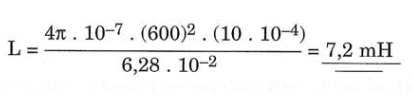 L = 4π . 10⁻⁷ . (600)² . (10 . 10⁻⁴) / 6,28 . 10⁻² = 7,2 mH